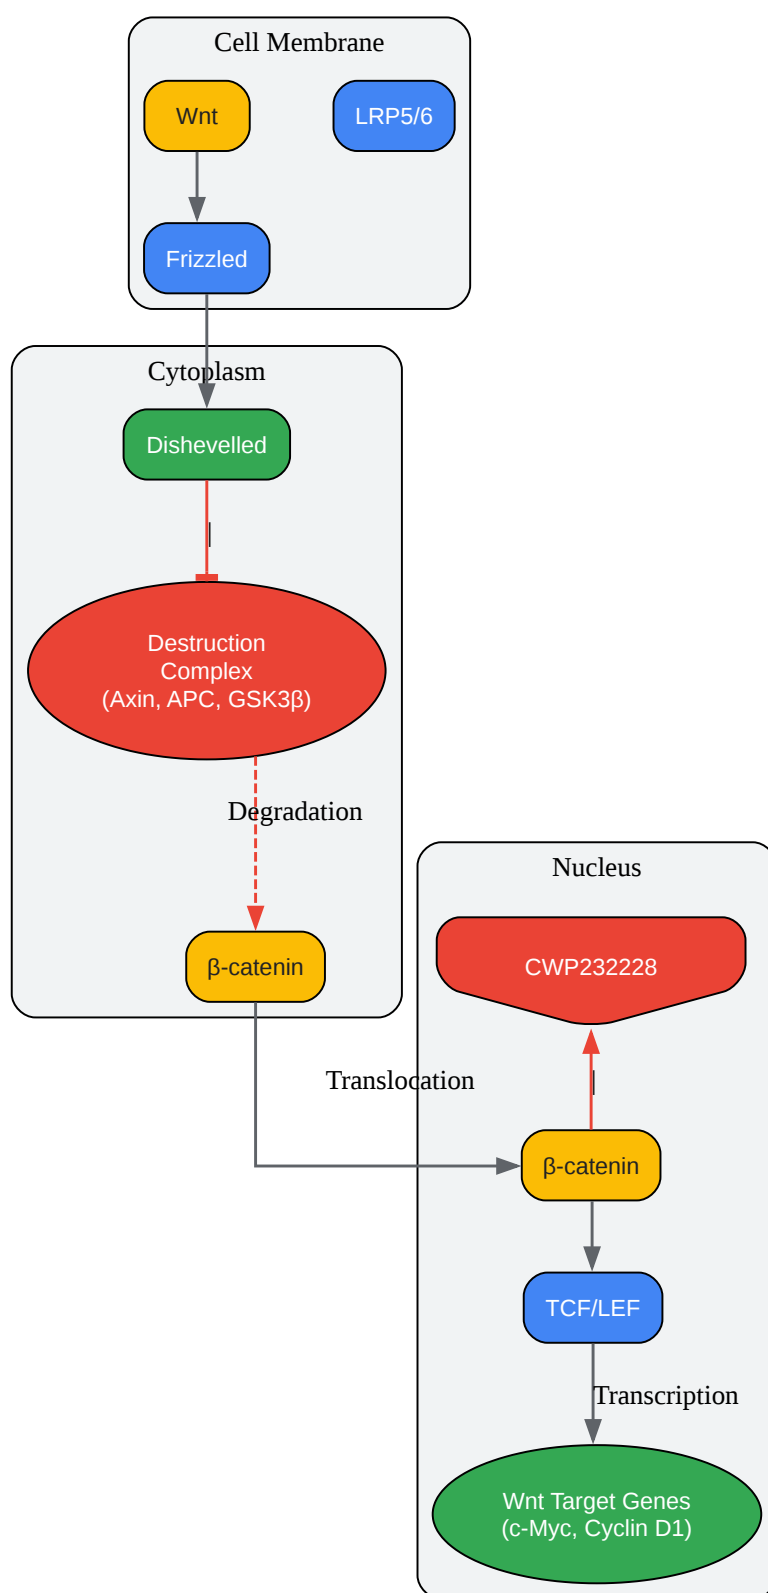 Cell Membrane
Wnt
LRP5/6
Frizzled
Cytoplasm
Dishevelled
|
Destruction
Complex
(Axin, APC, GSK3β)
Degradation
β-catenin
Nucleus
CWP232228
Translocation
|
β-catenin
TCF/LEF
Transcription
Wnt Target Genes
(c-Myc, Cyclin D1)